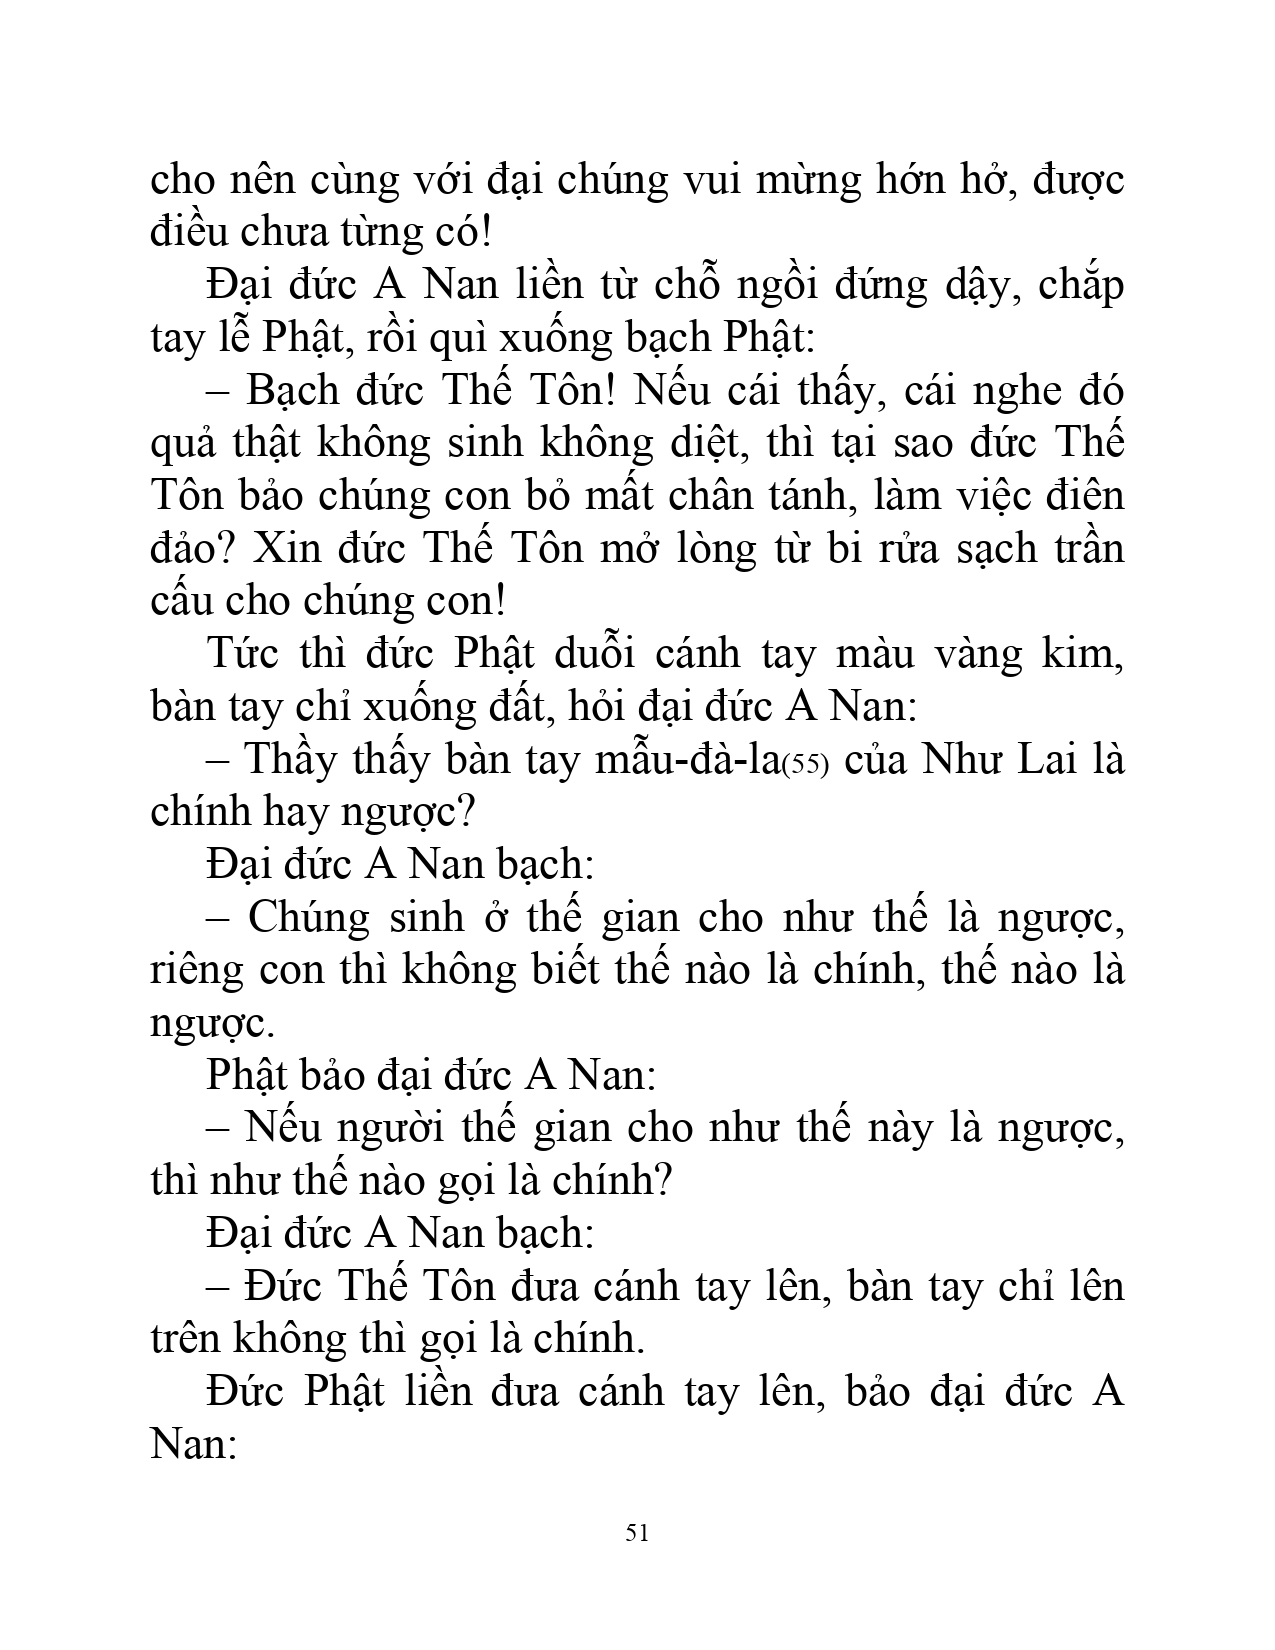 cho nên cùng với đại chúng vui mừng hớn hở, được
điều chưa từng có!
Đại đức A Nan liền từ chỗ ngồi đứng dậy, chắp
tay lễ Phật, rồi quì xuống bạch Phật:
– Bạch đức Thế Tôn! Nếu cái thấy, cái nghe đó
quả thật không sinh không diệt, thì tại sao đức Thế
Tôn bảo chúng con bỏ mất chân tánh, làm việc điên
đảo? Xin đức Thế Tôn mở lòng từ bi rửa sạch trần
cấu cho chúng con!
Tức thì đức Phật duỗi cánh tay màu vàng kim,
bàn tay chỉ xuống đất, hỏi đại đức A Nan:
– Thầy thấy bàn tay mẫu-đà-la(55) của Như Lai là
chính hay ngược?
Đại đức A Nan bạch:
– Chúng sinh ở thế gian cho như thế là ngược,
riêng con thì không biết thế nào là chính, thế nào là
ngược.
Phật bảo đại đức A Nan:
– Nếu người thế gian cho như thế này là ngược,
thì như thế nào gọi là chính?
Đại đức A Nan bạch:
– Đức Thế Tôn đưa cánh tay lên, bàn tay chỉ lên
trên không thì gọi là chính.
Đức Phật liền đưa cánh tay lên, bảo đại đức A
Nan:
51